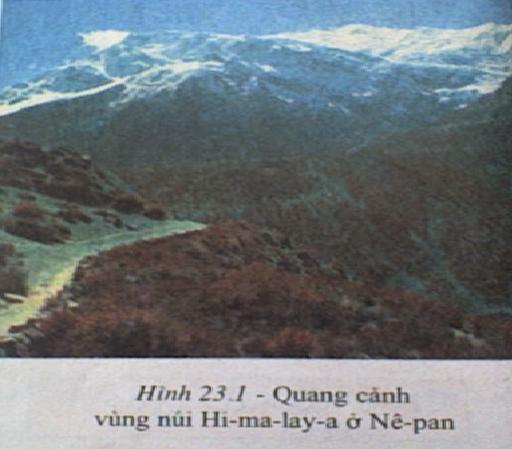 Hình 23.1 - Quang cảnh
vùng núi Hi-ma-lay-a ở Nê-pan